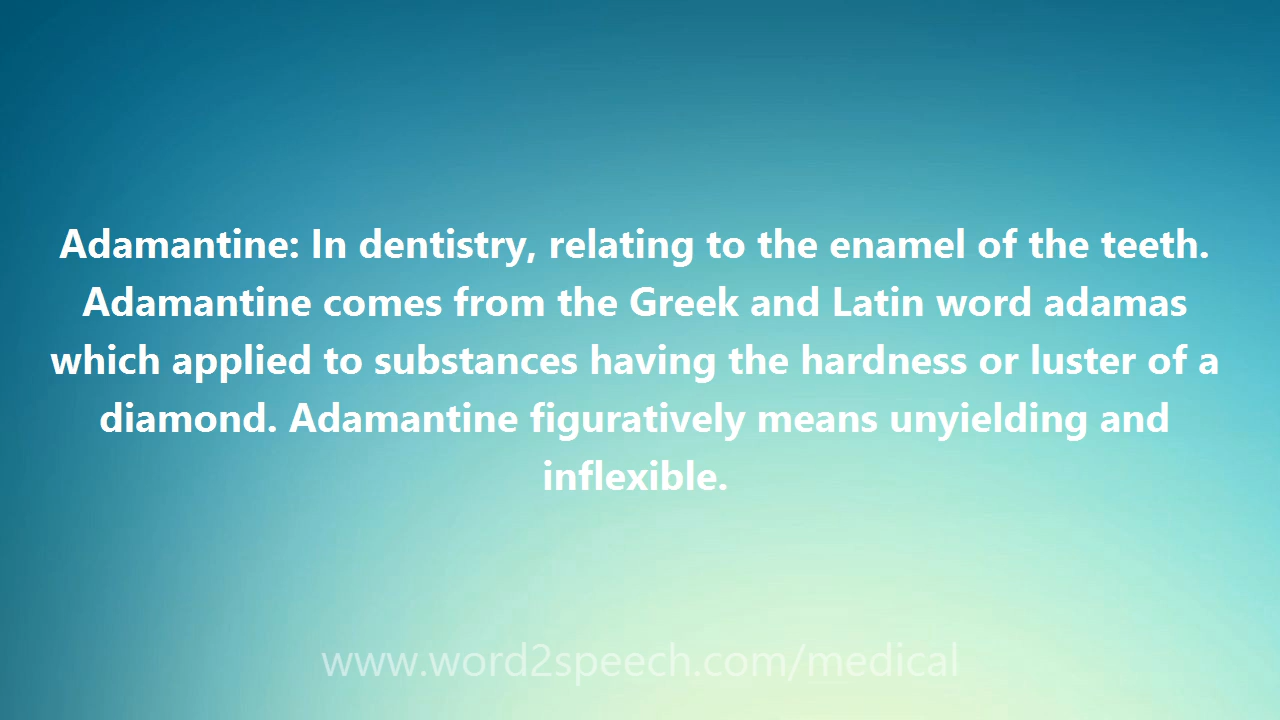 Adamantine: In dentistry, relating to the enamel of the teeth.
Adamantine comes from the Greek and Latin word adamas
which applied to substances having the hardness or luster of a
diamond. Adamantine figuratively means unyielding and
inflexible.
www.word2speech.com/medical